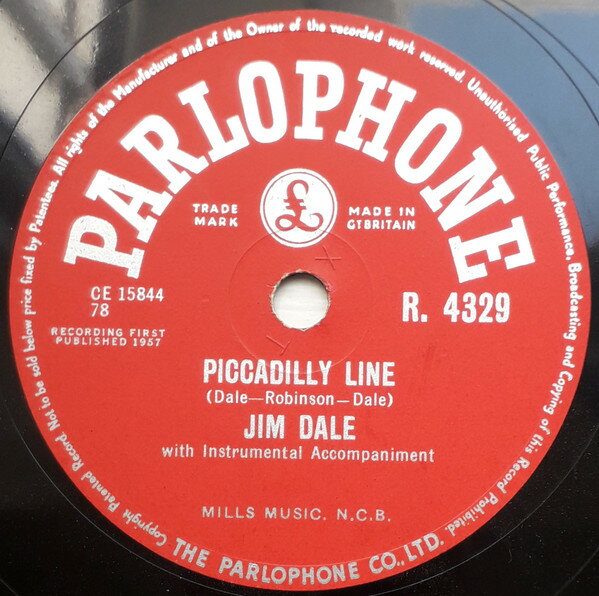 Copyright Patented Record. Not to be sold below price fixed by Patentees. All rights of the Manufacturer and of the Owner of the recorded work reserved. Unauthorised Public Performance, Broadcasting and Copying of this Record Prohibited.
PARLOPHONE
TRADE MARK
£
MADE IN GT BRITAIN
CE 15844
78
R. 4329
RECORDING FIRST
PUBLISHED 1957
PICCADILLY LINE
(Dale—Robinson—Dale)
JIM DALE
with Instrumental Accompaniment
MILLS MUSIC, N.C.B.
THE PARLOPHONE CO., LTD.